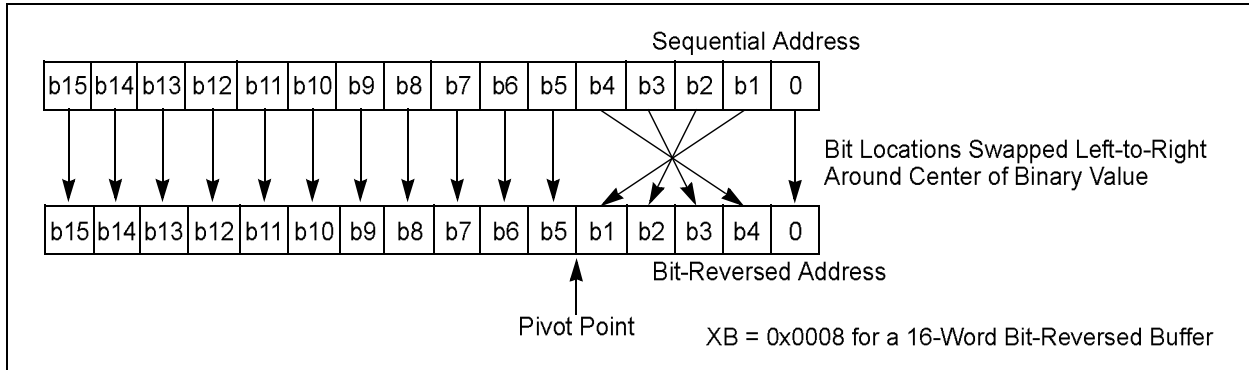 Sequential Address
b15 b14 b13 b12 b11 b10 b9 b8 b7 b6 b5 b4 b3 b2 b1 0
Bit Locations Swapped Left-to-Right
Around Center of Binary Value
b15 b14 b13 b12 b11 b10 b9 b8 b7 b6 b5 b1 b2 b3 b4 0
Bit-Reversed Address
Pivot Point
XB = 0x0008 for a 16-Word Bit-Reversed Buffer